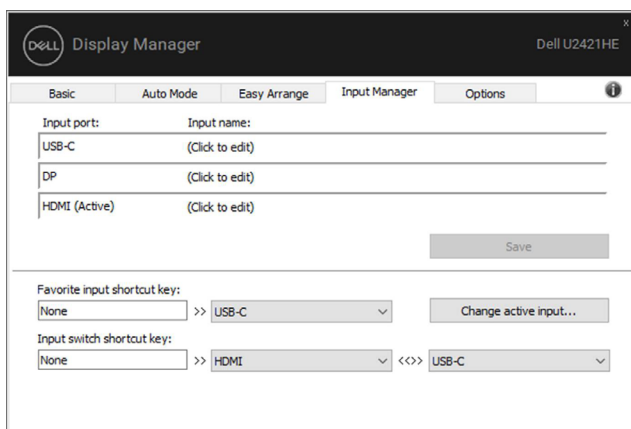 x
DELL Display Manager Dell U2421HE
Basic Auto Mode Easy Arrange Input Manager Options i
Input port: Input name:
USB-C (Click to edit)
DP (Click to edit)
HDMI (Active) (Click to edit)
Save
Favorite input shortcut key:
None >> USB-C Change active input...
Input switch shortcut key:
None >> HDMI <<>> USB-C